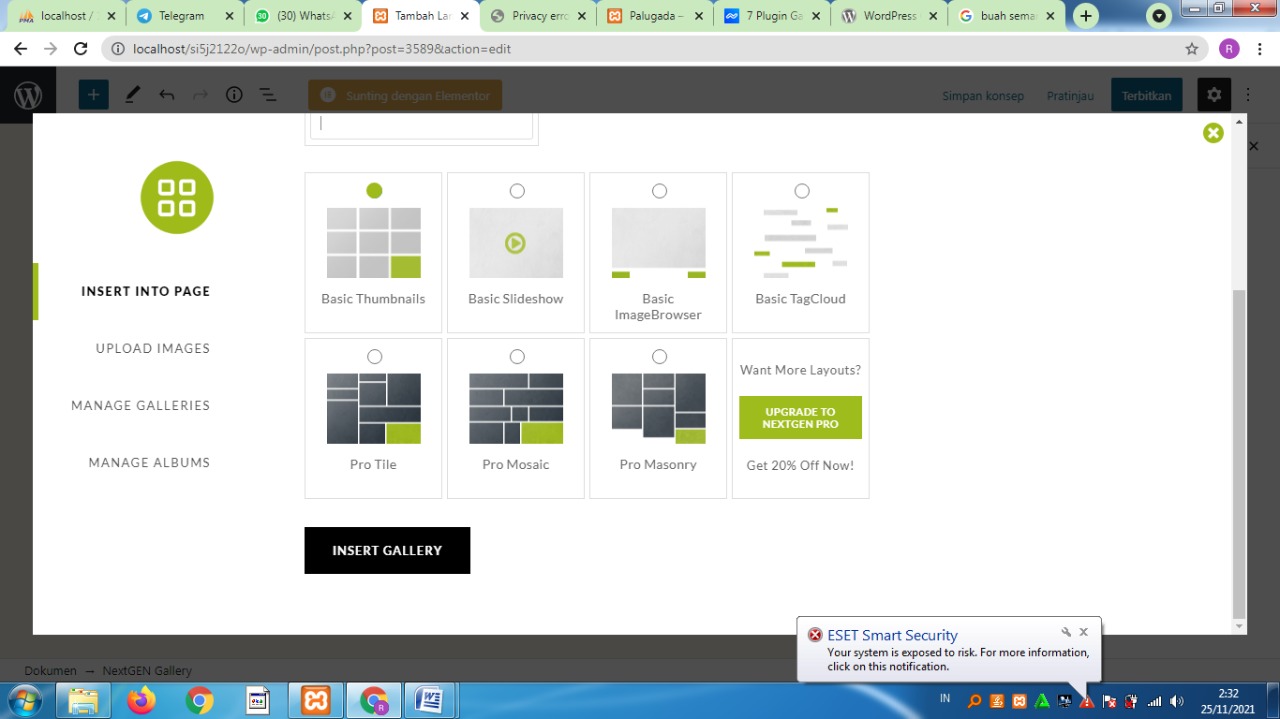 localhost /
Telegram
(30) WhatsA
Tambah La
Privacy erro
Palugada –
7 Plugin Ga
WordPress
buah sema
localhost/si5j2122o/wp-admin/post.php?post=3589&action=edit
R
Sunting dengan Elementor
Simpan konsep
Pratinjau
Terbitkan
INSERT INTO PAGE
UPLOAD IMAGES
MANAGE GALLERIES
MANAGE ALBUMS
Basic Thumbnails
Basic Slideshow
Basic
ImageBrowser
Basic TagCloud
Pro Tile
Pro Mosaic
Pro Masonry
Want More Layouts?
UPGRADE TO
NEXTGEN PRO
Get 20% Off Now!
INSERT GALLERY
ESET Smart Security
Your system is exposed to risk. For more information,
click on this notification.
Dokumen → NextGEN Gallery
IN
2:32
25/11/2021